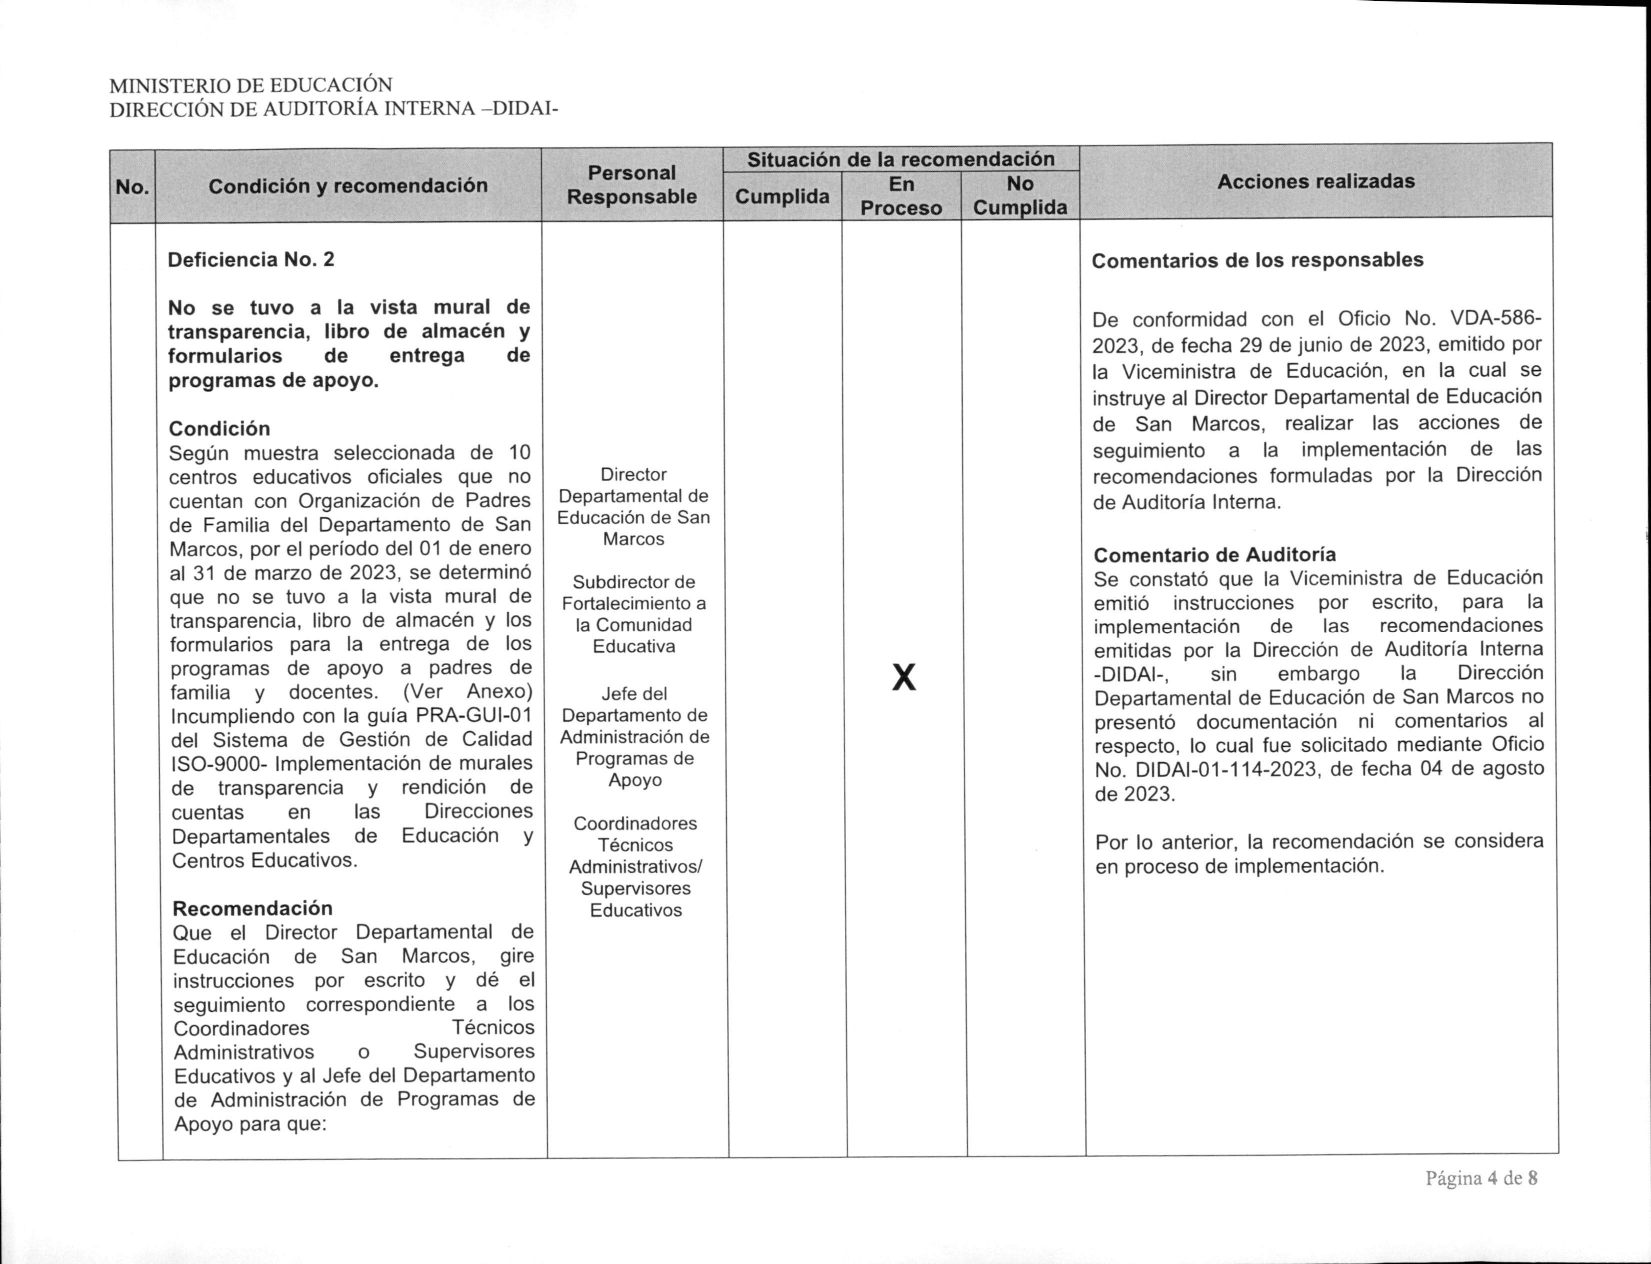 MINISTERIO DE EDUCACIÓN
DIRECCIÓN DE AUDITORÍA INTERNA –DIDAI-
No.
Condición y recomendación
Personal
Responsable
Situación de la recomendación
Cumplida
En
Proceso
No
Cumplida
Acciones realizadas
Deficiencia No. 2
No se tuvo a la vista mural de
transparencia, libro de almacén y
formularios de entrega de
programas de apoyo.
Condición
Según muestra seleccionada de 10
centros educativos oficiales que no
cuentan con Organización de Padres
de Familia del Departamento de San
Marcos, por el período del 01 de enero
al 31 de marzo de 2023, se determinó
que no se tuvo a la vista mural de
transparencia, libro de almacén y los
formularios para la entrega de los
programas de apoyo a padres de
familia y docentes. (Ver Anexo)
Incumpliendo con la guía PRA-GUI-01
del Sistema de Gestión de Calidad
ISO-9000- Implementación de murales
de transparencia y rendición de
cuentas en las Direcciones
Departamentales de Educación y
Centros Educativos.
Recomendación
Que el Director Departamental de
Educación de San Marcos, gire
instrucciones por escrito y dé el
seguimiento correspondiente a los
Coordinadores Técnicos
Administrativos o Supervisores
Educativos y al Jefe del Departamento
de Administración de Programas de
Apoyo para que:
Director
Departamental de
Educación de San
Marcos
Subdirector de
Fortalecimiento a
la Comunidad
Educativa
Jefe del
Departamento de
Administración de
Programas de
Apoyo
Coordinadores
Técnicos
Administrativos/
Supervisores
Educativos
X
Comentarios de los responsables
De conformidad con el Oficio No. VDA-586-
2023, de fecha 29 de junio de 2023, emitido por
la Viceministra de Educación, en la cual se
instruye al Director Departamental de Educación
de San Marcos, realizar las acciones de
seguimiento a la implementación de las
recomendaciones formuladas por la Dirección
de Auditoría Interna.
Comentario de Auditoría
Se constató que la Viceministra de Educación
emitió instrucciones por escrito, para la
implementación de las recomendaciones
emitidas por la Dirección de Auditoría Interna
-DIDAI-, sin embargo la Dirección
Departamental de Educación de San Marcos no
presentó documentación ni comentarios al
respecto, lo cual fue solicitado mediante Oficio
No. DIDAI-01-114-2023, de fecha 04 de agosto
de 2023.
Por lo anterior, la recomendación se considera
en proceso de implementación.
Página 4 de 8